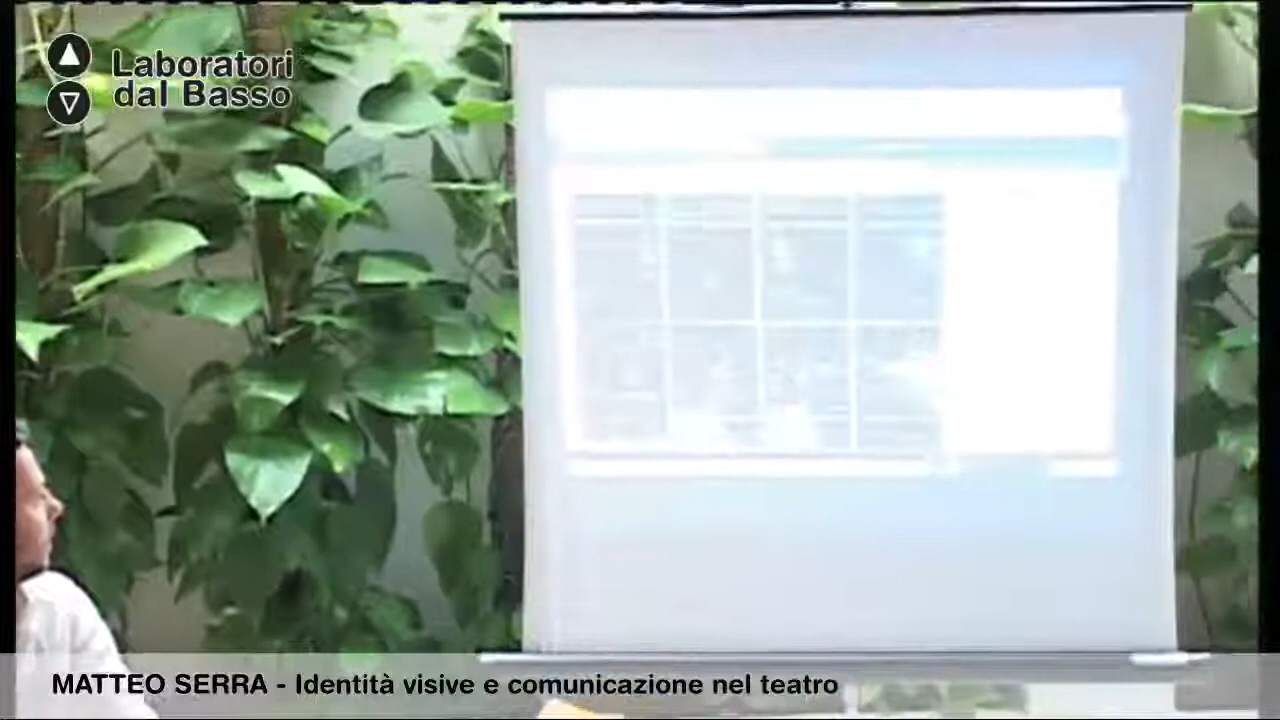 Laboratori
dal Basso
MATTEO SERRA - Identità visive e comunicazione nel teatro